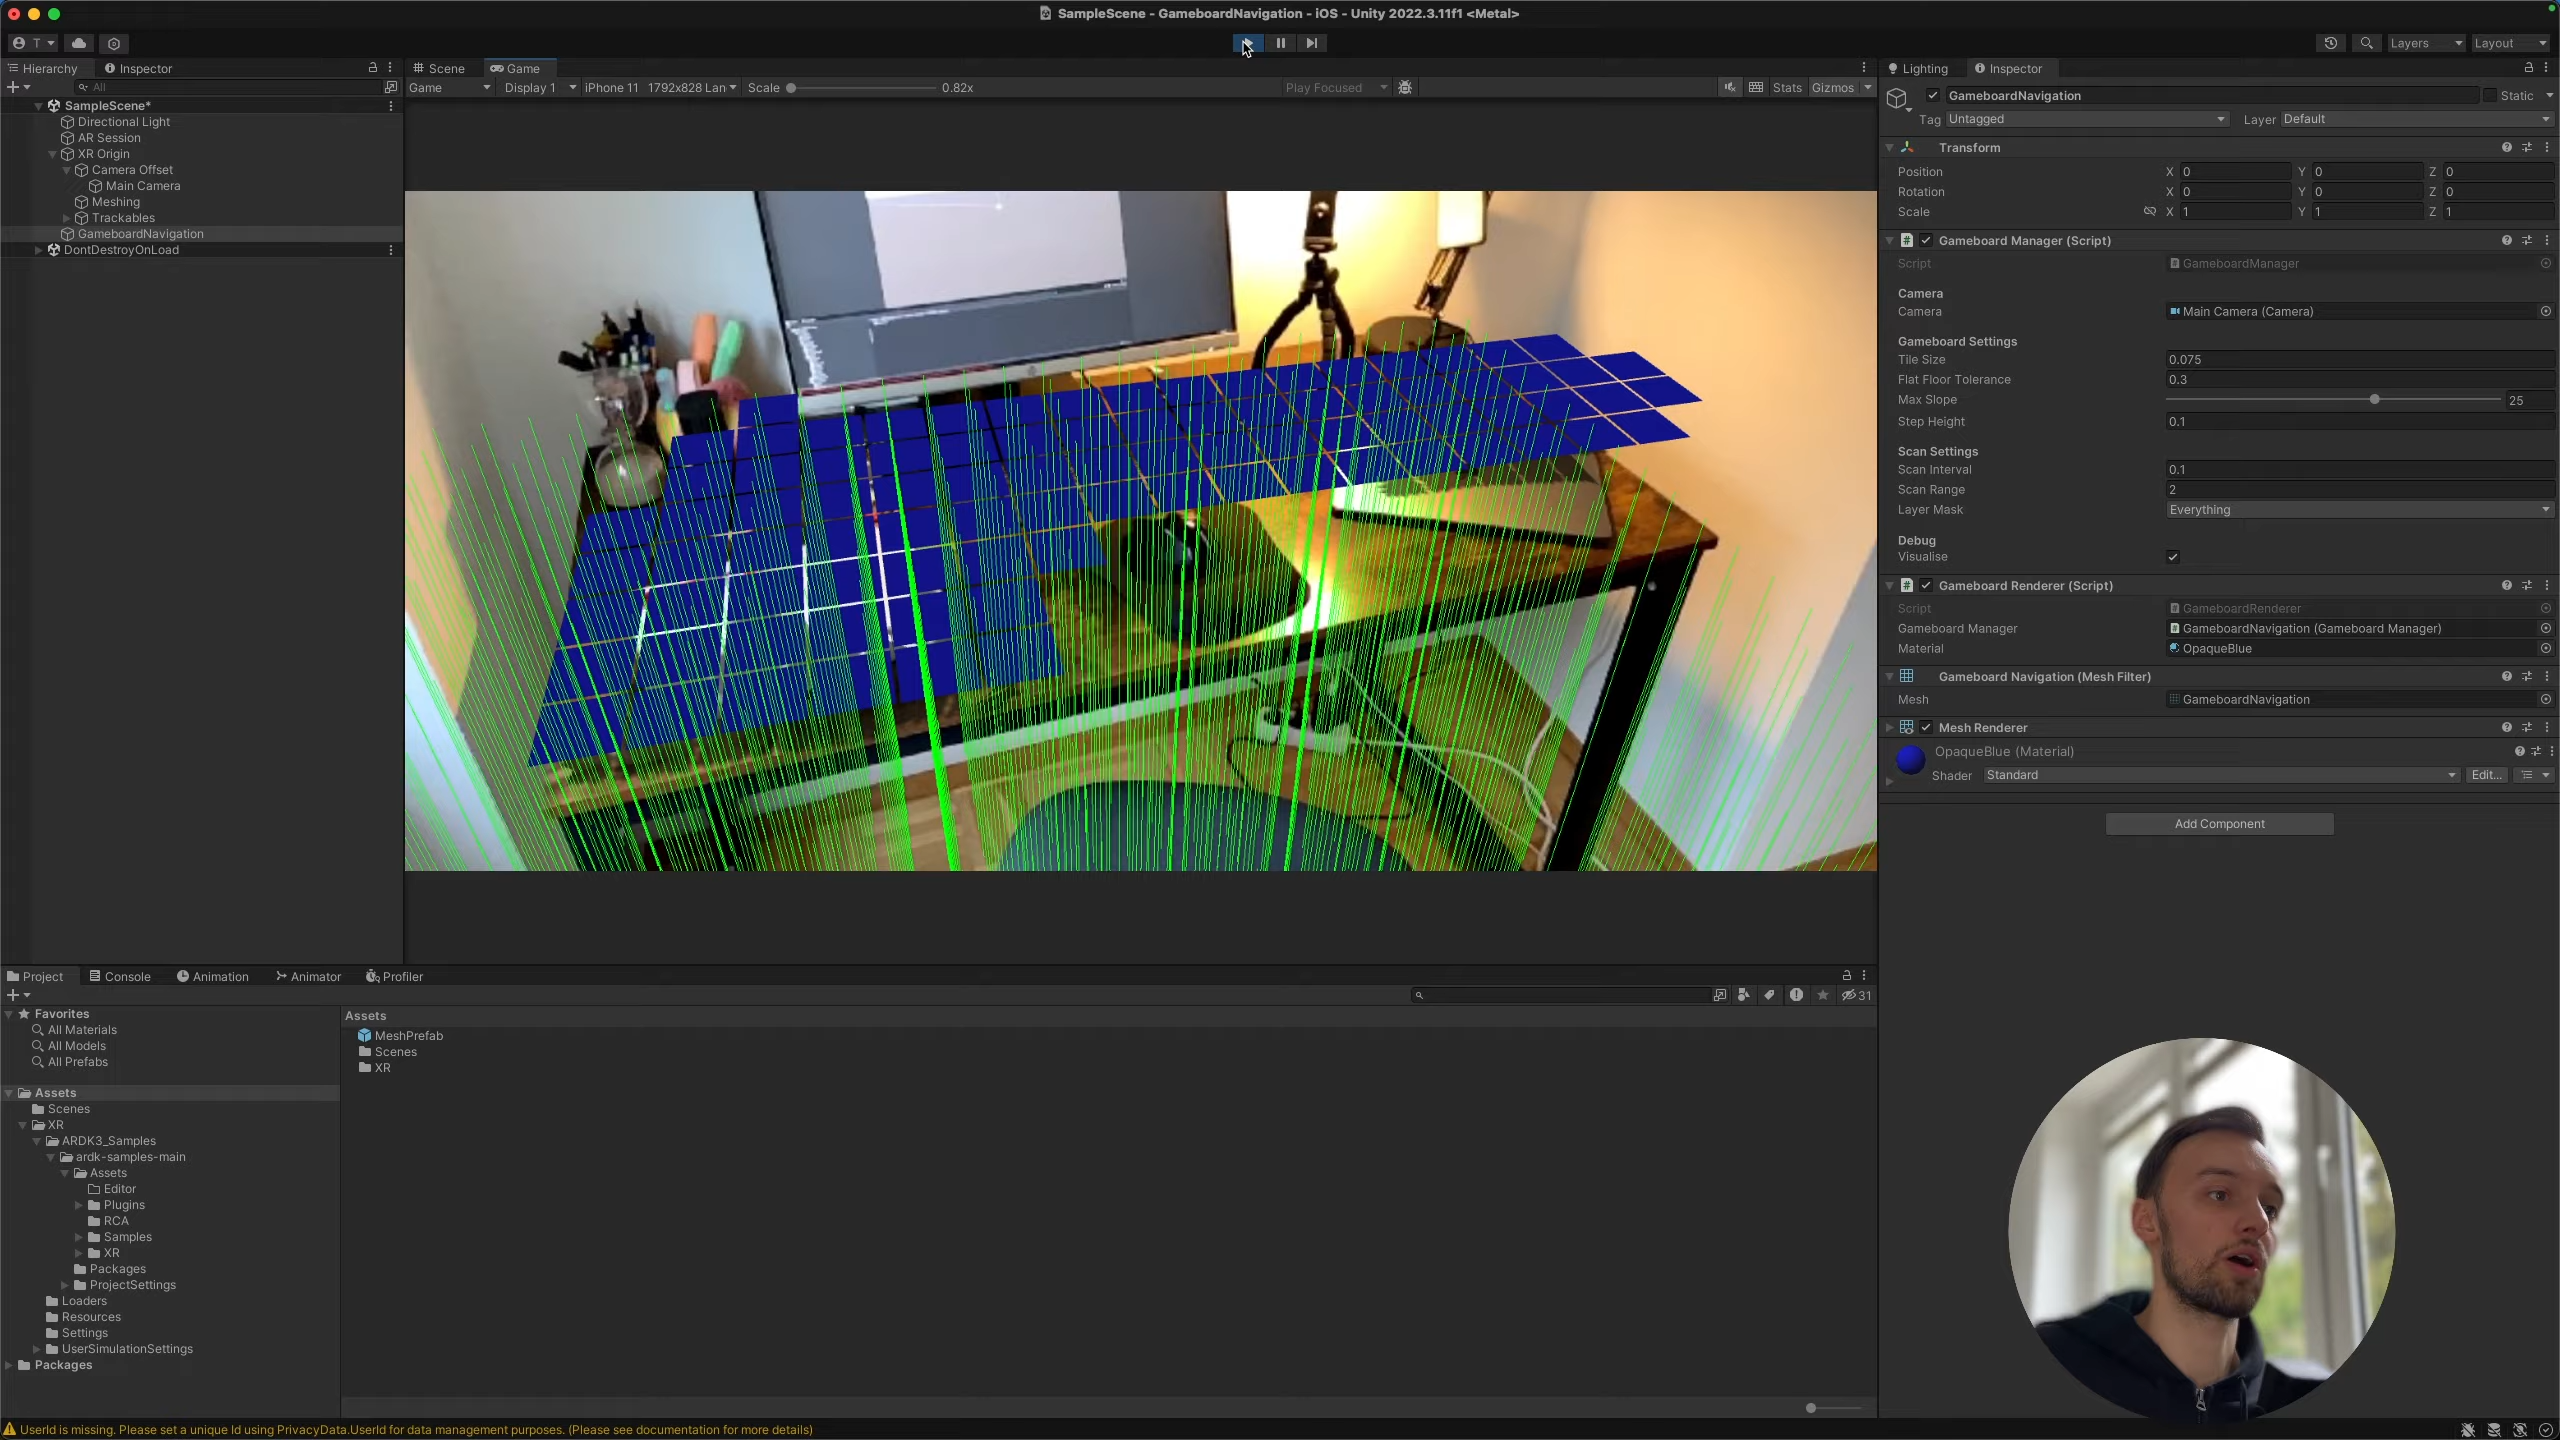 SampleScene - GameboardNavigation - iOS - Unity 2022.3.11f1 <Metal>
T
Layers
Layout
Hierarchy
Inspector
All
SampleScene*
Directional Light
AR Session
XR Origin
Camera Offset
Main Camera
Meshing
Trackables
GameboardNavigation
DontDestroyOnLoad
Scene
Game
Game
Display 1
iPhone 11 1792x828 Lan
Scale
0.82x
Play Focused
Stats
Gizmos
Lighting
Inspector
GameboardNavigation
Static
Tag Untagged
Layer Default
Transform
Position X 0 Y 0 Z 0
Rotation X 0 Y 0 Z 0
Scale X 1 Y 1 Z 1
Gameboard Manager (Script)
Script GameboardManager
Camera
Camera Main Camera (Camera)
Gameboard Settings
Tile Size 0.075
Flat Floor Tolerance 0.3
Max Slope 25
Step Height 0.1
Scan Settings
Scan Interval 0.1
Scan Range 2
Layer Mask Everything
Debug
Visualise
Gameboard Renderer (Script)
Script GameboardRenderer
Gameboard Manager GameboardNavigation (Gameboard Manager)
Material OpaqueBlue
Gameboard Navigation (Mesh Filter)
Mesh GameboardNavigation
Mesh Renderer
OpaqueBlue (Material)
Shader Standard Edit...
Add Component
Project
Console
Animation
Animator
Profiler
31
Favorites
All Materials
All Models
All Prefabs
Assets
Scenes
XR
ARDK3_Samples
ardk-samples-main
Assets
Editor
Plugins
RCA
Samples
XR
Packages
ProjectSettings
Loaders
Resources
Settings
UserSimulationSettings
Packages
Assets
MeshPrefab
Scenes
XR
UserId is missing. Please set a unique Id using PrivacyData.UserId for data management purposes. (Please see documentation for more details)